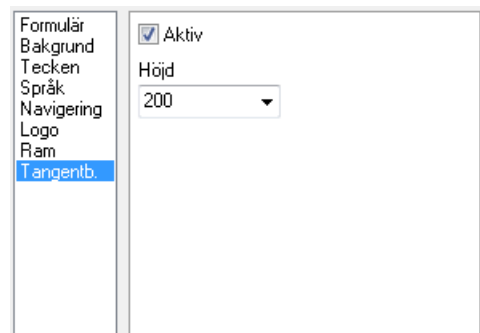 Formulär
Bakgrund
Tecken
Språk
Navigering
Logo
Ram
Tangentb.
Aktiv
Höjd
200